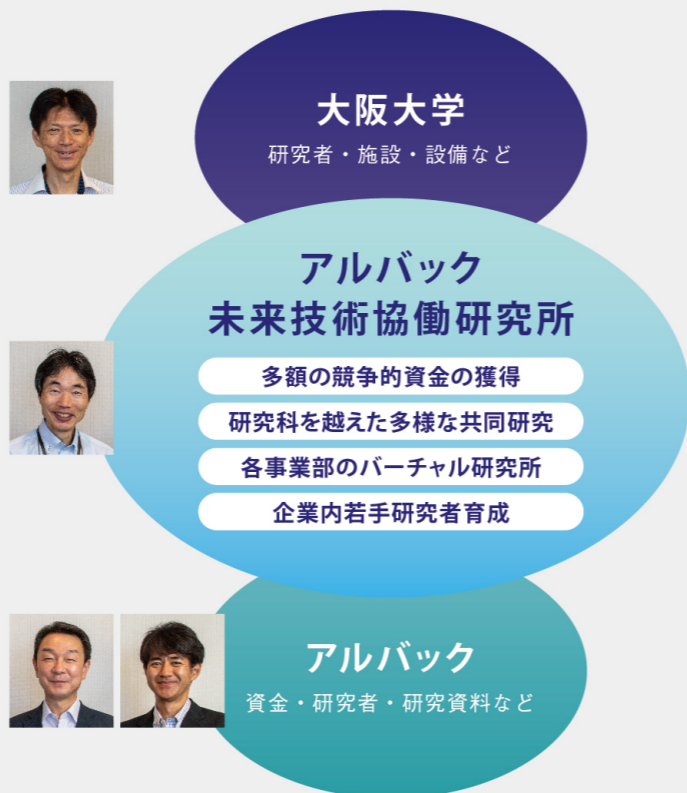 大阪大学
研究者・施設・設備など
アルバック
未来技術協働研究所
多額の競争的資金の獲得
研究科を越えた多様な共同研究
各事業部のバーチャル研究所
企業内若手研究者育成
アルバック
資金・研究者・研究資料など